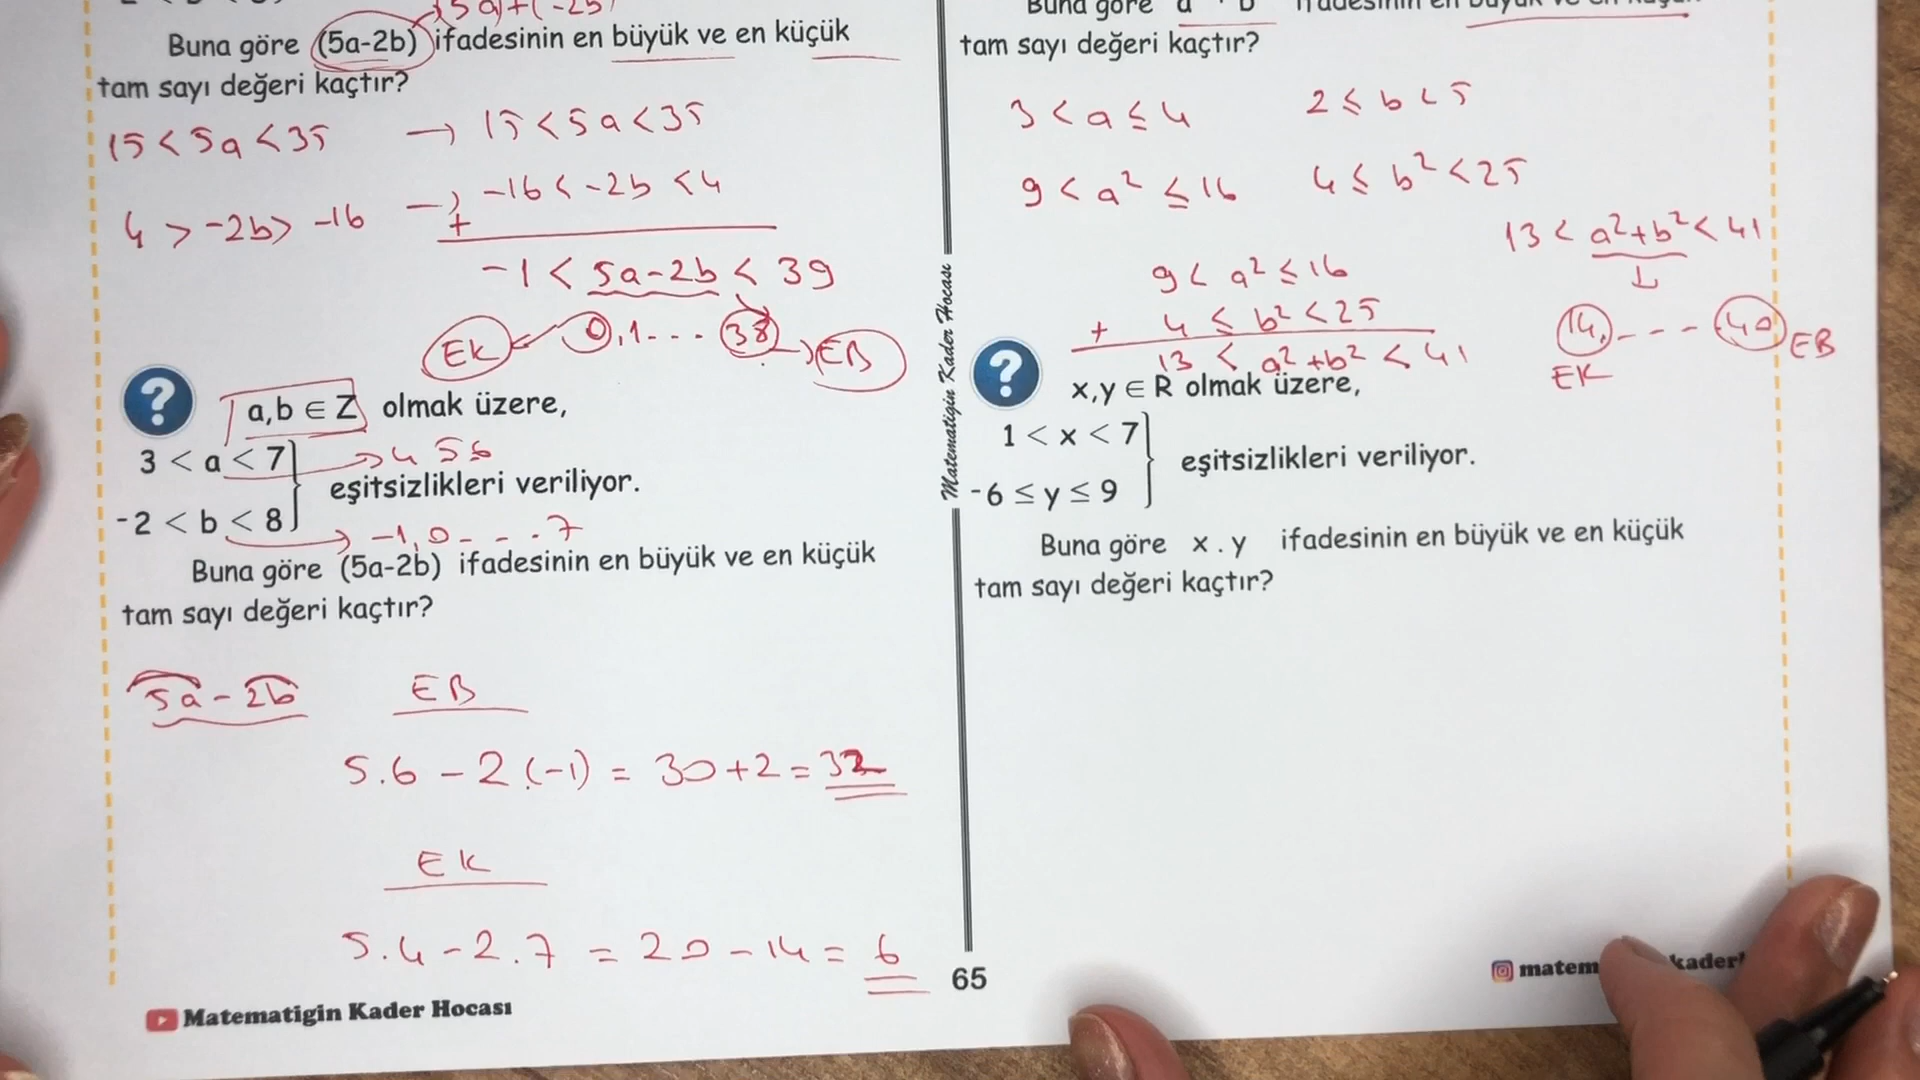 Buna göre (5a-2b) ifadesinin en büyük ve en küçük
tam sayı değeri kaçtır?
15 < 5a < 35 → 15 < 5a < 35
4 > -2b > -16 → -16 < -2b < 4
+
-1 < 5a-2b < 39
EK 0,1... 38 → EB
? a,b ∈ Z olmak üzere,
3 < a < 7 → 4 5 6
eşitsizlikleri veriliyor.
-2 < b < 8 → -1,0 - - . 7
Buna göre (5a-2b) ifadesinin en büyük ve en küçük
tam sayı değeri kaçtır?
5a - 2b
EB
5.6 - 2.(-1) = 30+2 = 32
EK
5.4 - 2.7 = 20 - 14 = 6
Matematigin Kader Hocası
Matematigin Kader Hocası
65
Buna göre
tam sayı değeri kaçtır?
3 < a ≤ 4 2 ≤ b < 5
9 < a² ≤ 16 4 ≤ b² < 25
13 < a²+b² < 41
14, - - - 40 EB
EK
9 < a² ≤ 16
+ 4 ≤ b² < 25
13 < a²+b² < 41
? x,y ∈ R olmak üzere,
1 < x < 7
eşitsizlikleri veriliyor.
-6 ≤ y ≤ 9
Buna göre x . y ifadesinin en büyük ve en küçük
tam sayı değeri kaçtır?